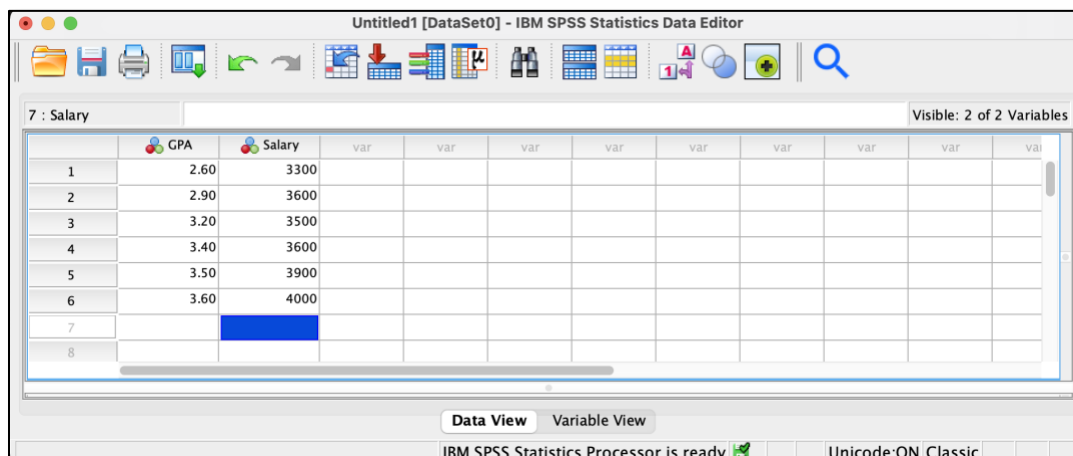 Untitled1 [DataSet0] - IBM SPSS Statistics Data Editor
μ A 1
7 : Salary Visible: 2 of 2 Variables
GPA Salary var var var var var var var var var
1 2.60 3300
2 2.90 3600
3 3.20 3500
4 3.40 3600
5 3.50 3900
6 3.60 4000
7
8
Data View Variable View
IBM SPSS Statistics Processor is ready Unicode:ON Classic